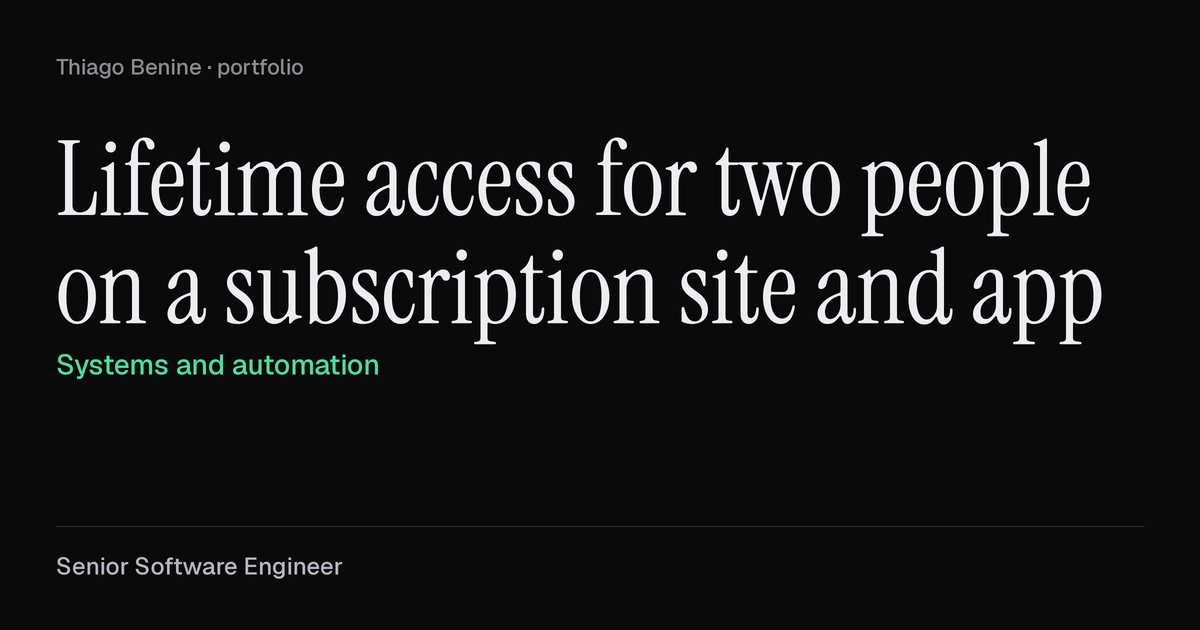 Thiago Benine · portfolio
Lifetime access for two people
on a subscription site and app
Systems and automation
Senior Software Engineer